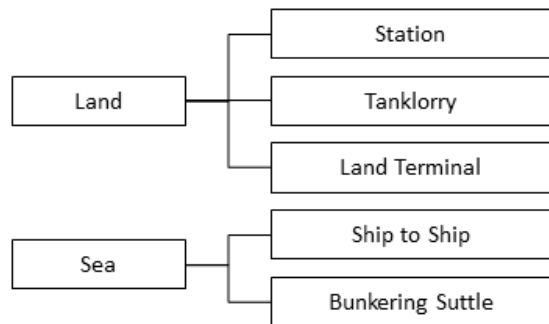 Land
Station
Tanklorry
Land Terminal
Sea
Ship to Ship
Bunkering Suttle